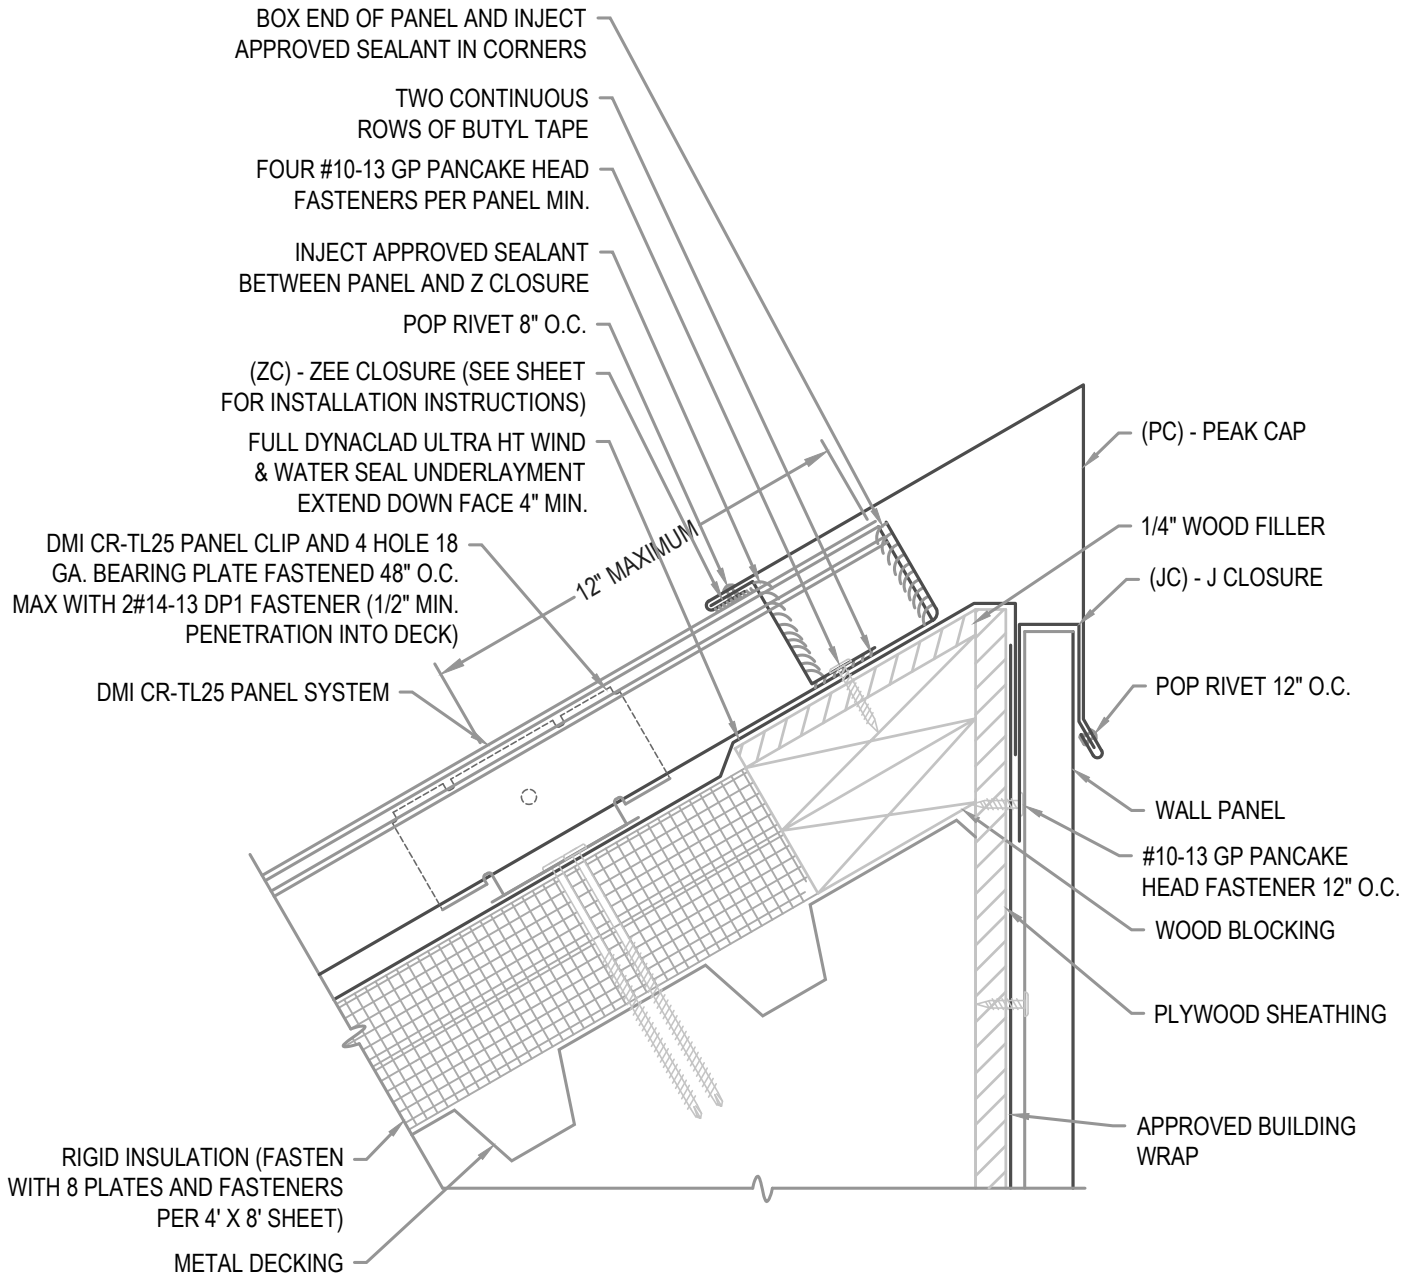 BOX END OF PANEL AND INJECT
APPROVED SEALANT IN CORNERS
TWO CONTINUOUS
ROWS OF BUTYL TAPE
FOUR #10-13 GP PANCAKE HEAD
FASTENERS PER PANEL MIN.
INJECT APPROVED SEALANT
BETWEEN PANEL AND Z CLOSURE
POP RIVET 8" O.C.
(ZC) - ZEE CLOSURE (SEE SHEET
FOR INSTALLATION INSTRUCTIONS)
FULL DYNACLAD ULTRA HT WIND
& WATER SEAL UNDERLAYMENT
EXTEND DOWN FACE 4" MIN.
DMI CR-TL25 PANEL CLIP AND 4 HOLE 18
GA. BEARING PLATE FASTENED 48" O.C.
MAX WITH 2#14-13 DP1 FASTENER (1/2" MIN.
PENETRATION INTO DECK)
DMI CR-TL25 PANEL SYSTEM
12" MAXIMUM
RIGID INSULATION (FASTEN
WITH 8 PLATES AND FASTENERS
PER 4' X 8' SHEET)
METAL DECKING
(PC) - PEAK CAP
1/4" WOOD FILLER
(JC) - J CLOSURE
POP RIVET 12" O.C.
WALL PANEL
#10-13 GP PANCAKE
HEAD FASTENER 12" O.C.
WOOD BLOCKING
PLYWOOD SHEATHING
APPROVED BUILDING
WRAP